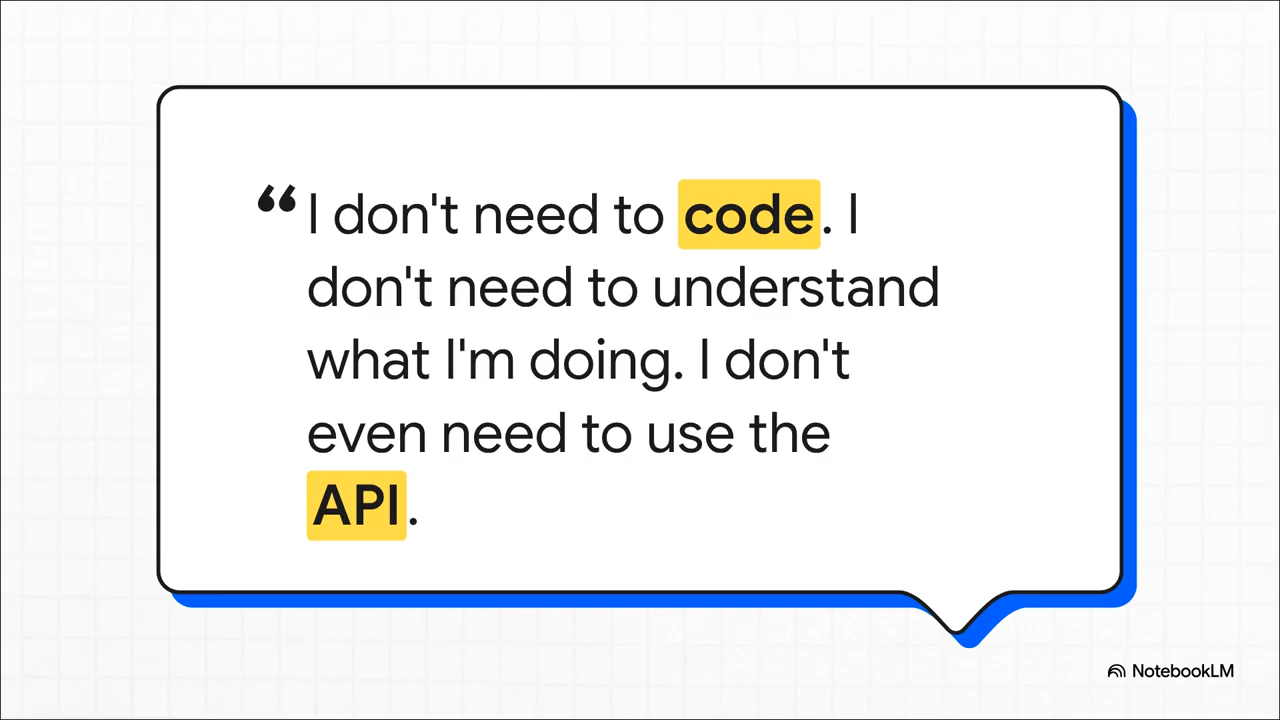 “I don't need to code. I
don't need to understand
what I'm doing. I don't
even need to use the
API.
NotebookLM